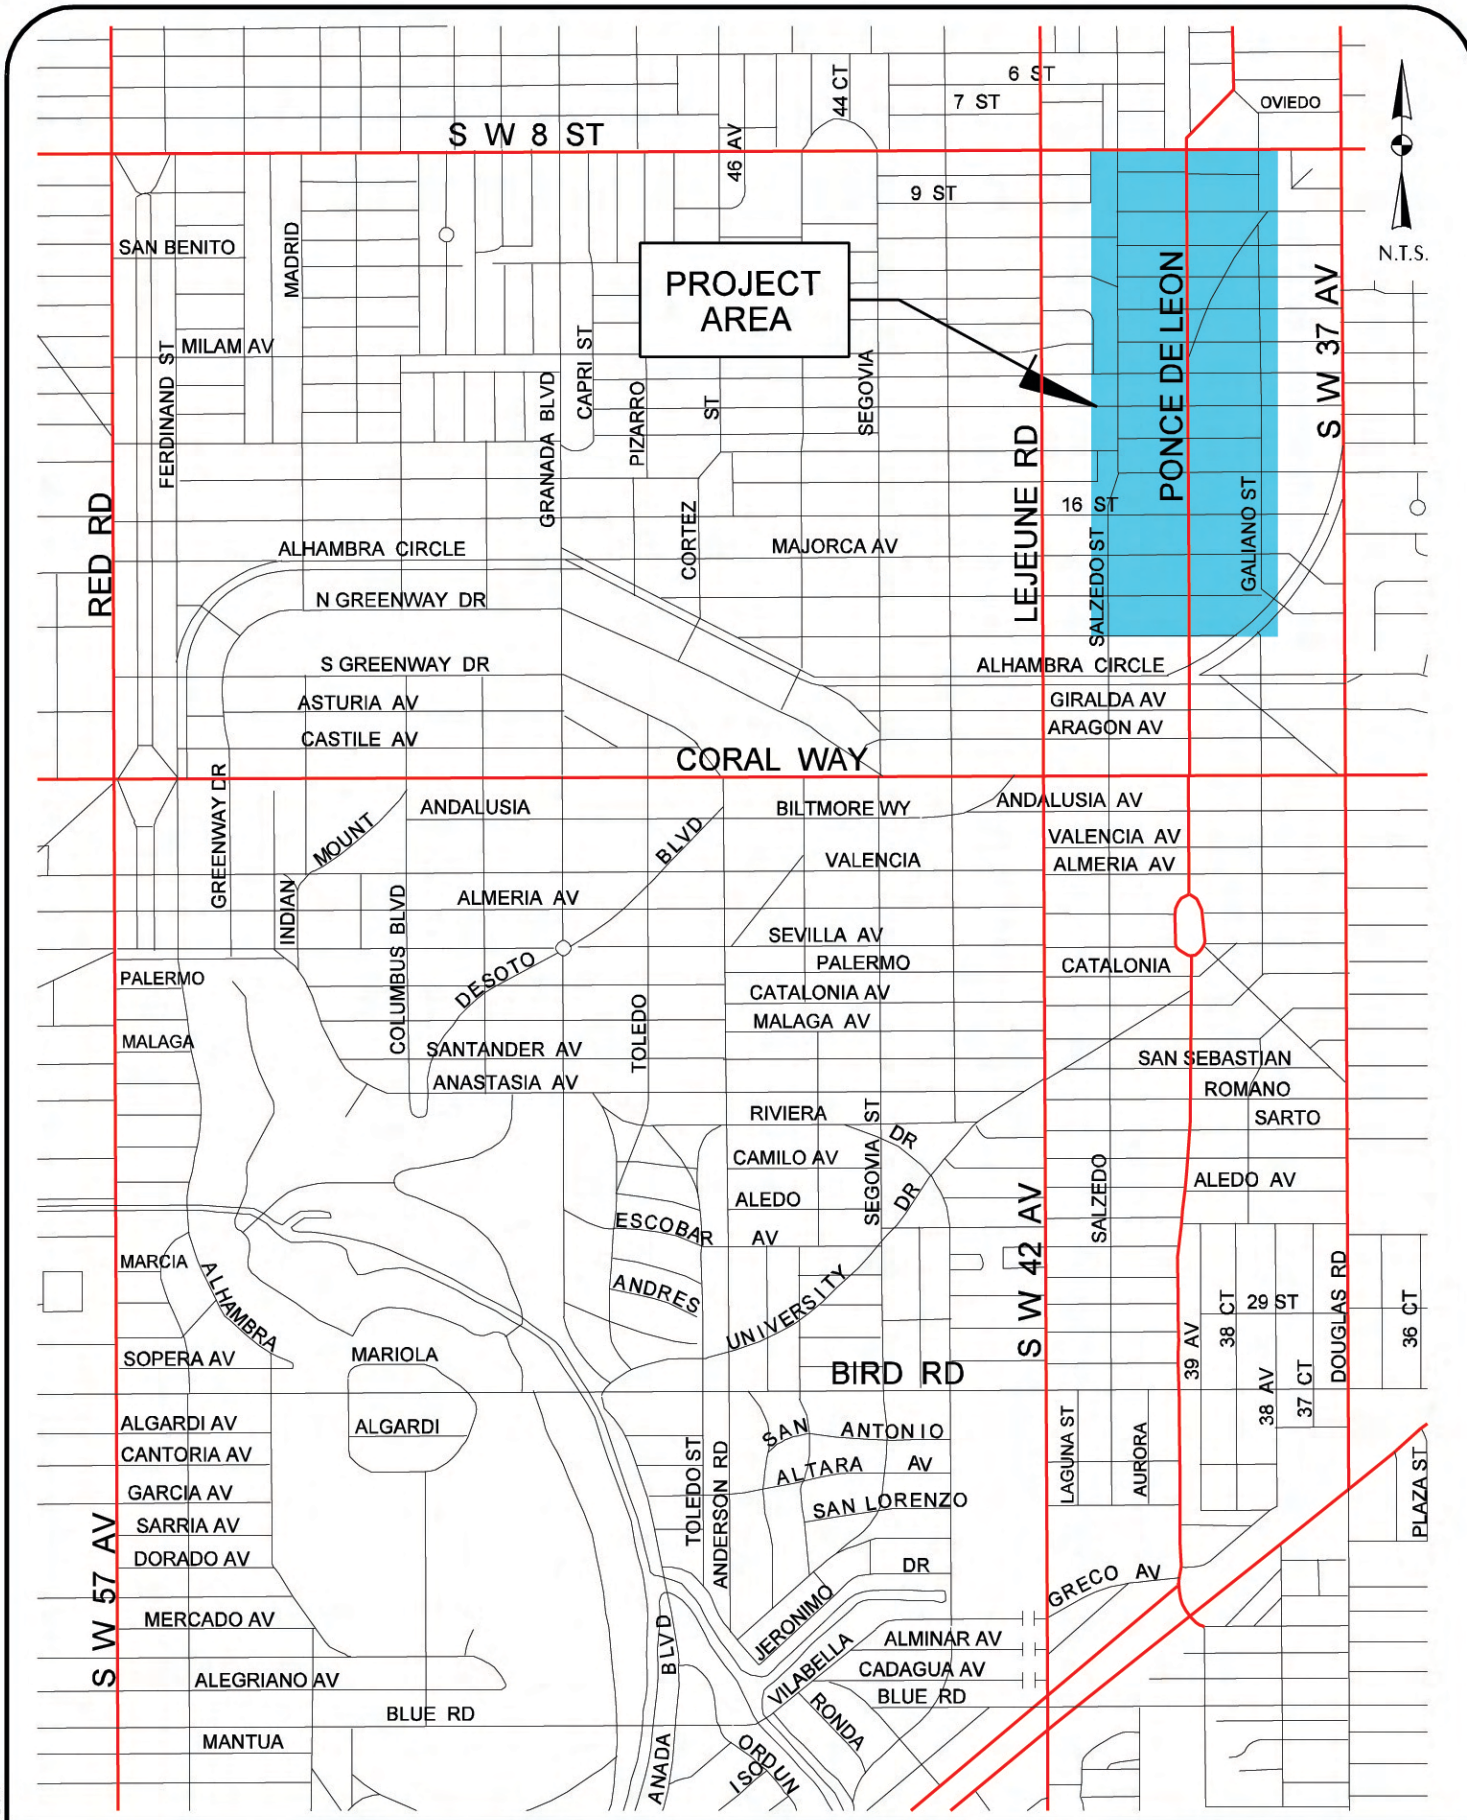 6 ST
44 CT
7 ST
OVIEDO
S W 8 ST
46 AV
9 ST
SAN BENITO
MADRID
N.T.S.
PROJECT
AREA
PONCE DE LEON
S W 37 AV
MILAM AV
FERDINAND ST
CAPRI ST
GRANADA BLVD
PIZARRO
ST
SEGOVIA
LEJEUNE RD
RED RD
16 ST
GALIANO ST
SALZEDO ST
CORTEZ
ALHAMBRA CIRCLE
MAJORCA AV
N GREENWAY DR
S GREENWAY DR
ALHAMBRA CIRCLE
ASTURIA AV
GIRALDA AV
CASTILE AV
ARAGON AV
CORAL WAY
GREENWAY DR
ANDALUSIA
BILTMORE WY
ANDALUSIA AV
MOUNT
BLVD
VALENCIA AV
VALENCIA
ALMERIA AV
INDIAN
COLUMBUS BLVD
ALMERIA AV
SEVILLA AV
DESOTO
PALERMO
CATALONIA
PALERMO
CATALONIA AV
TOLEDO
MALAGA AV
MALAGA
SANTANDER AV
SAN SEBASTIAN
ANASTASIA AV
ROMANO
RIVIERA
SEGOVIA ST
DR
SARTO
CAMILO AV
SALZEDO
ALEDO AV
ALEDO
DR
ESCOBAR
AV
S W 42 AV
MARCIA
ALHAMBRA
ANDRES
UNIVERSITY
38 CT
29 ST
DOUGLAS RD
36 CT
39 AV
SOPERA AV
MARIOLA
BIRD RD
38 AV
37 CT
ALGARDI AV
ALGARDI
SAN
ANTONIO
LAGUNA ST
AURORA
CANTORIA AV
TOLEDO ST
ANDERSON RD
ALTARA
AV
PLAZA ST
GARCIA AV
SAN LORENZO
S W 57 AV
SARRIA AV
DORADO AV
DR
GRECO AV
MERCADO AV
JERONIMO
BLVD
ALMINAR AV
VILABELLA
CADAGUA AV
ALEGRIANO AV
BLUE RD
BLUE RD
RONDA
MANTUA
ANADA
ORDUN
ISO